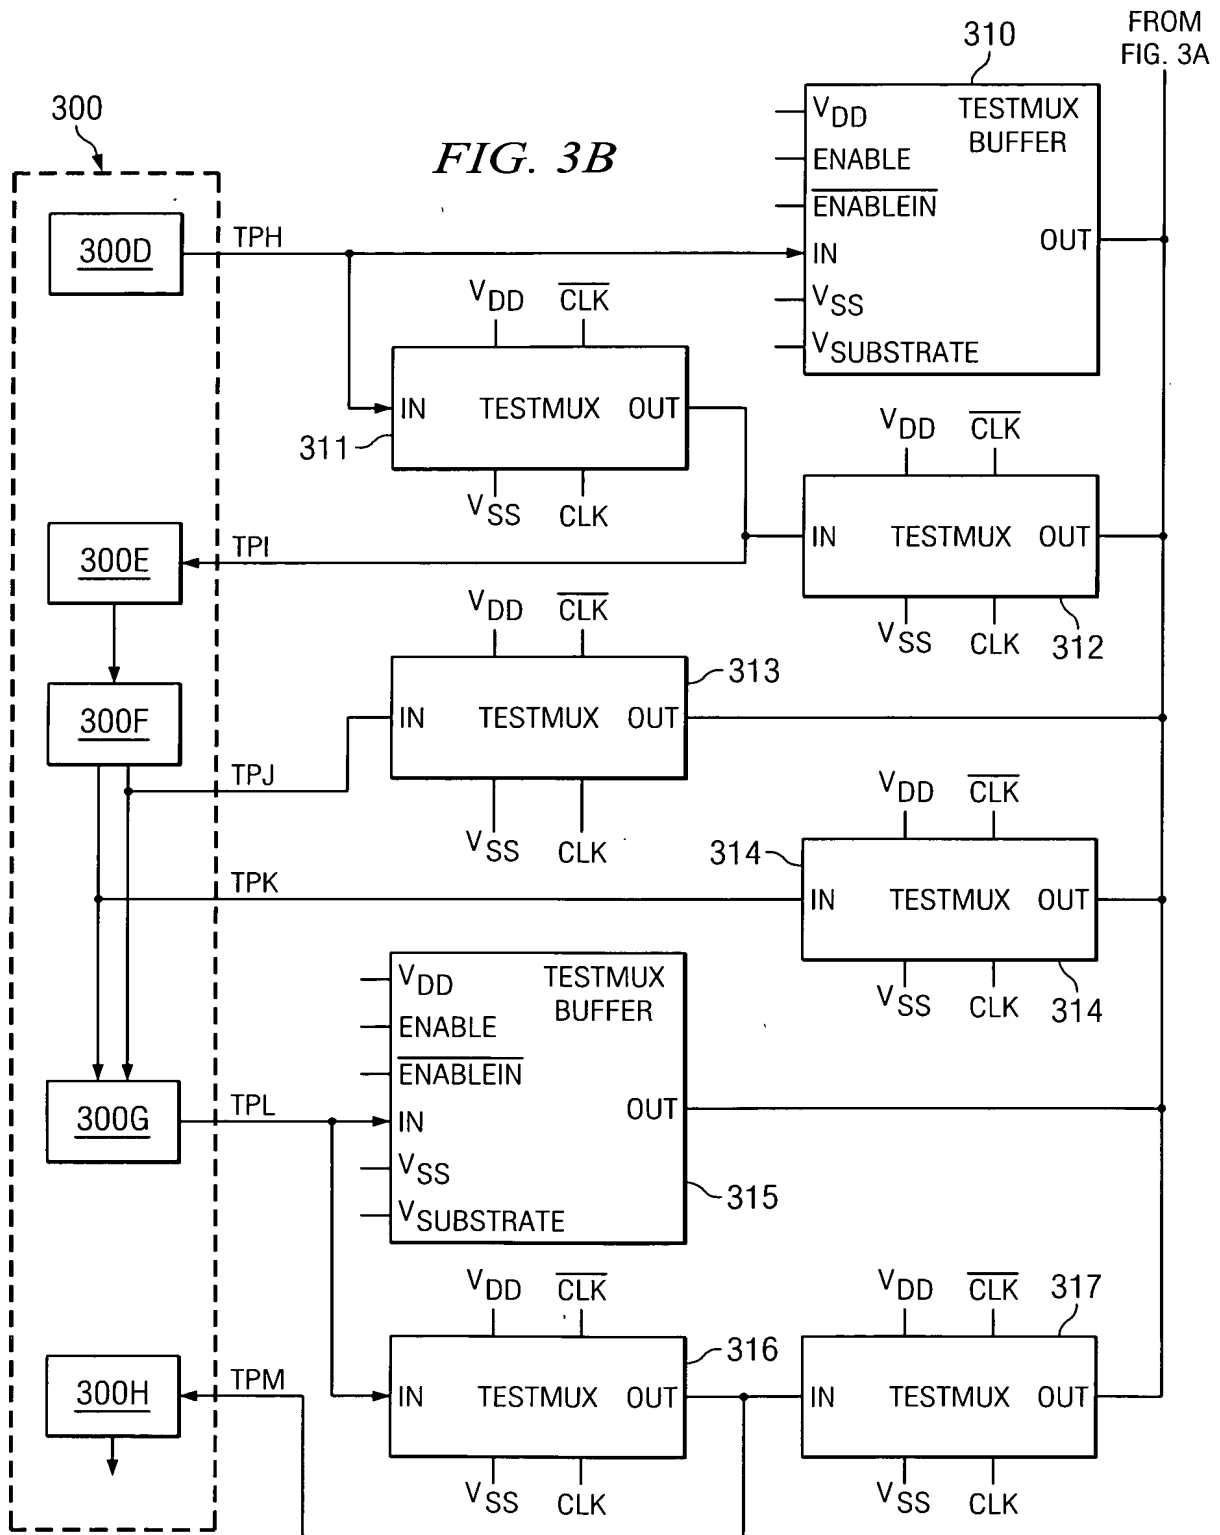 FROM
FIG. 3A
310
300
FIG. 3B
VDD
TESTMUX
BUFFER
ENABLE
ENABLEIN
IN
OUT
VSS
VSUBSTRATE
300D
TPH
VDD
CLK
IN
TESTMUX
OUT
311
VSS
CLK
VDD
CLK
IN
TESTMUX
OUT
VSS
CLK
312
300E
TPI
VDD
CLK
313
IN
TESTMUX
OUT
VSS
CLK
300F
TPJ
VDD
CLK
314
IN
TESTMUX
OUT
VSS
CLK
314
TPK
VDD
TESTMUX
BUFFER
ENABLE
ENABLEIN
IN
OUT
VSS
VSUBSTRATE
315
300G
TPL
VDD
CLK
316
IN
TESTMUX
OUT
VSS
CLK
VDD
CLK
317
IN
TESTMUX
OUT
VSS
CLK
300H
TPM